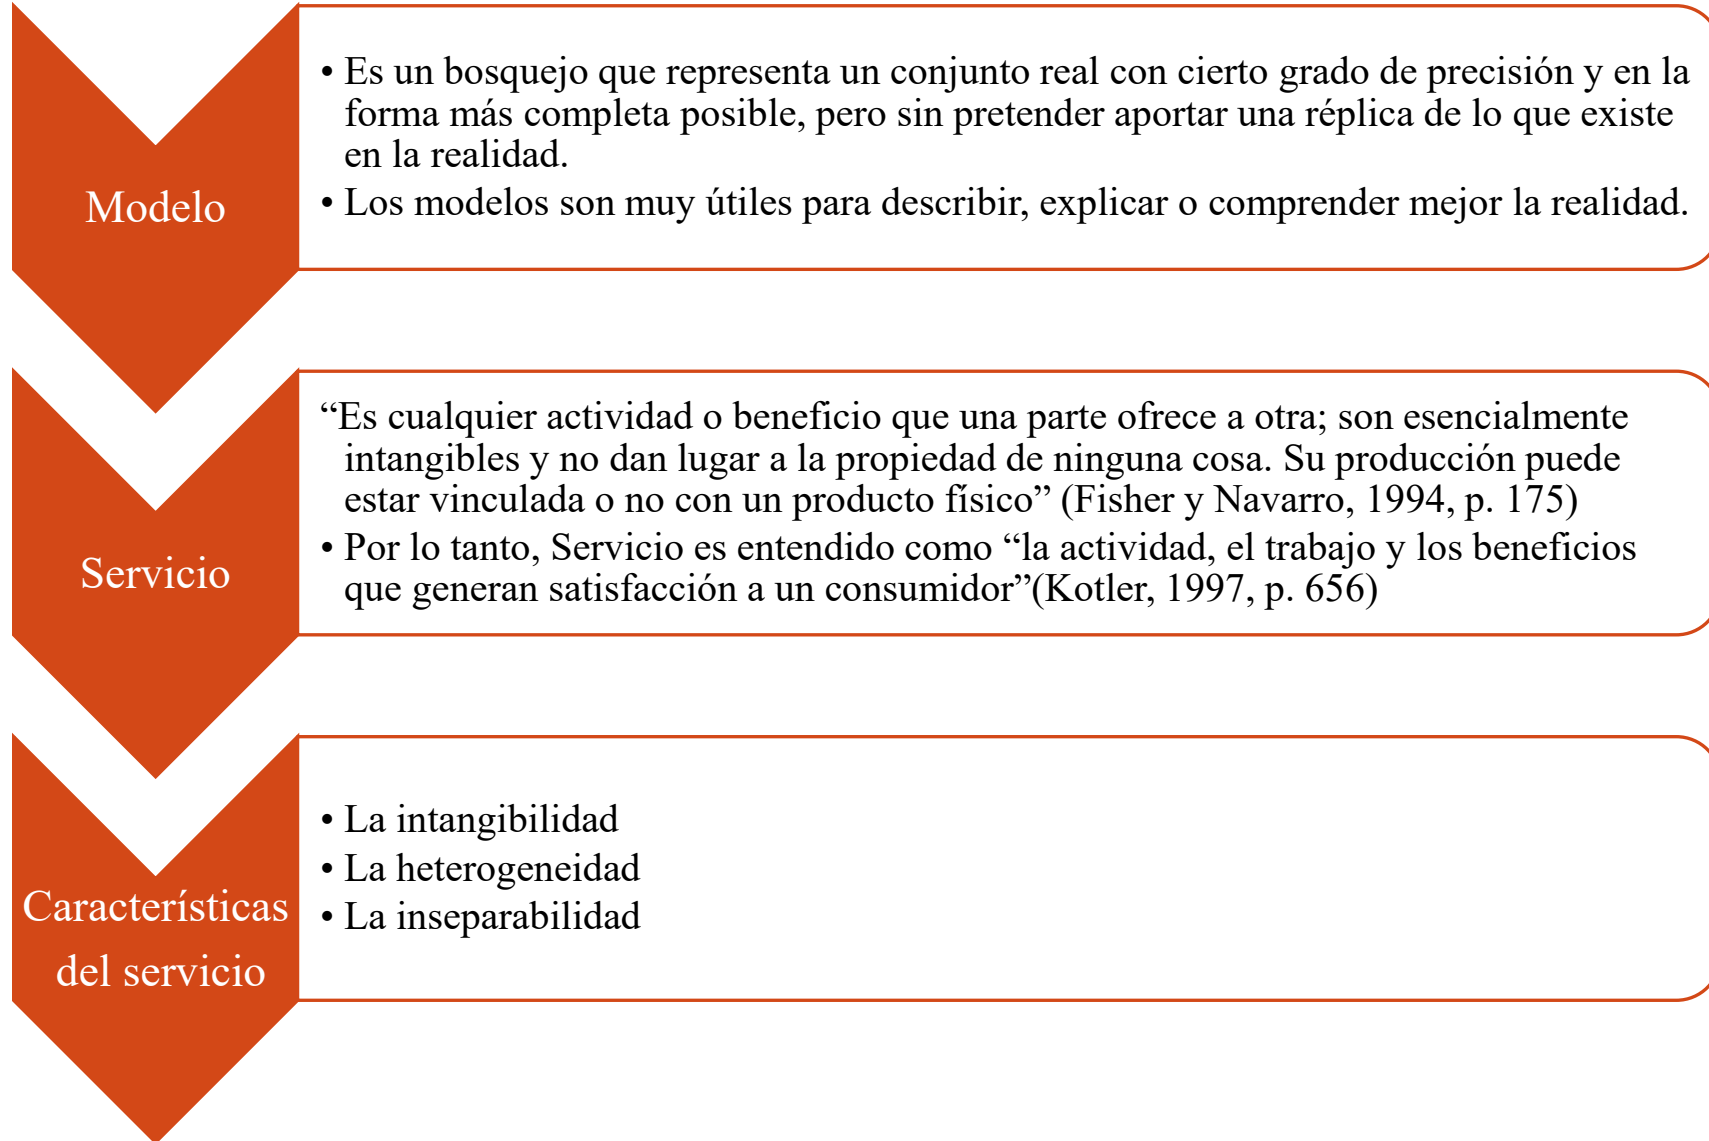 Modelo
• Es un bosquejo que representa un conjunto real con cierto grado de precisión y en la
forma más completa posible, pero sin pretender aportar una réplica de lo que existe
en la realidad.
• Los modelos son muy útiles para describir, explicar o comprender mejor la realidad.
Servicio
“Es cualquier actividad o beneficio que una parte ofrece a otra; son esencialmente
intangibles y no dan lugar a la propiedad de ninguna cosa. Su producción puede
estar vinculada o no con un producto físico” (Fisher y Navarro, 1994, p. 175)
• Por lo tanto, Servicio es entendido como “la actividad, el trabajo y los beneficios
que generan satisfacción a un consumidor”(Kotler, 1997, p. 656)
Características
del servicio
• La intangibilidad
• La heterogeneidad
• La inseparabilidad